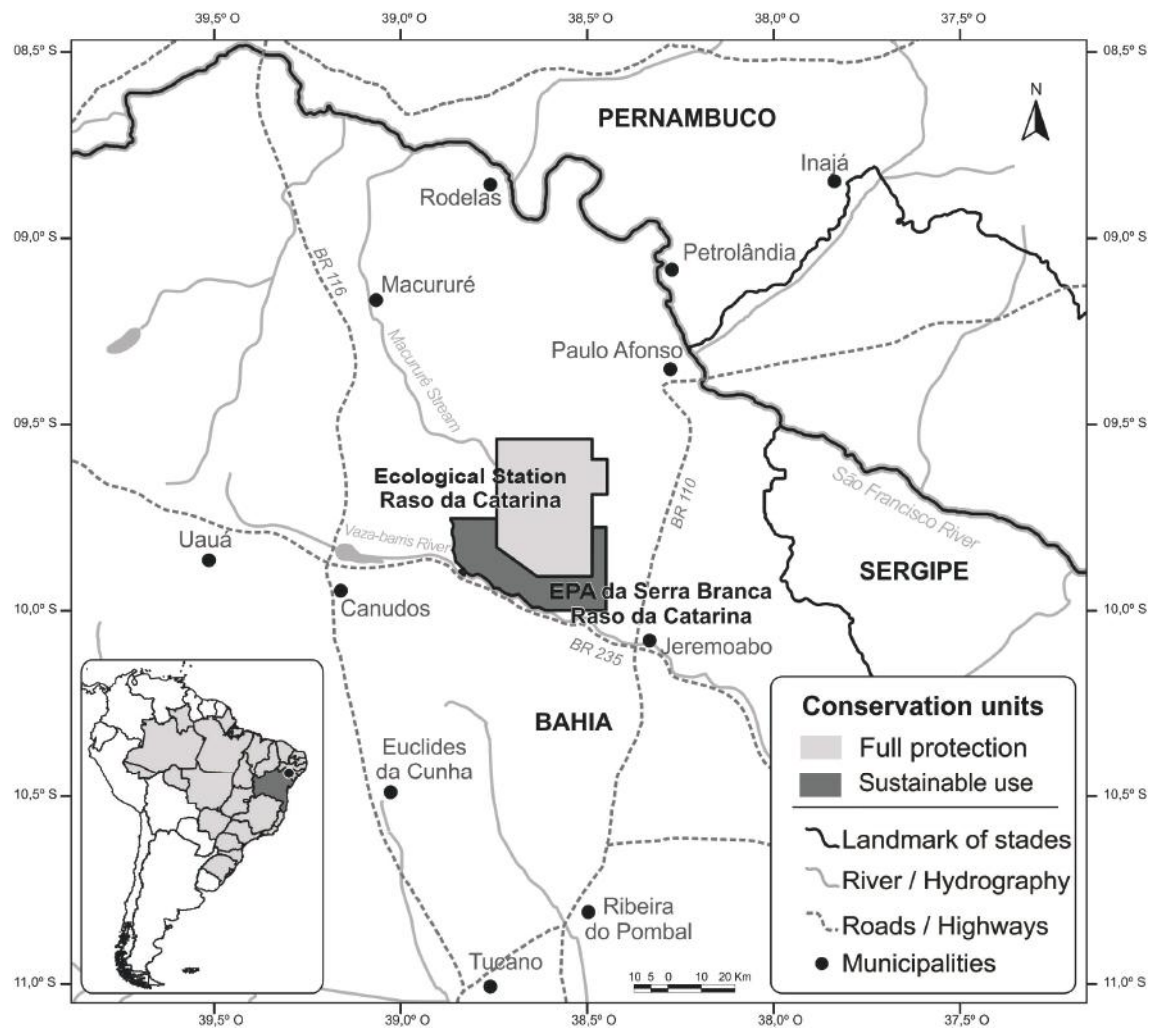 39,5º O
39,0º O
38,5º O
38,0º O
37,5º O
08,5º S
08,5º S
PERNAMBUCO
N
Inajá
Rodelas
09,0º S
09,0º S
Petrolândia
BR 116
Macururé
Paulo Afonso
Macururé Stream
09,5º S
09,5º S
Ecological Station
Raso da Catarina
BR 110
São Francisco River
Vaza-barris River
Uauá
SERGIPE
EPA da Serra Branca
Raso da Catarina
10,0º S
10,0º S
Canudos
BR 235
Jeremoabo
BAHIA
Conservation units
Full protection
Sustainable use
Landmark of stades
River / Hydrography
Roads / Highways
Municipalities
Euclides
da Cunha
10,5º S
10,5º S
Ribeira
do Pombal
Tucano
10 5 0 10 20 Km
11,0º S
11,0º S
39,5º O
39,0º O
38,5º O
38,0º O
37,5º O